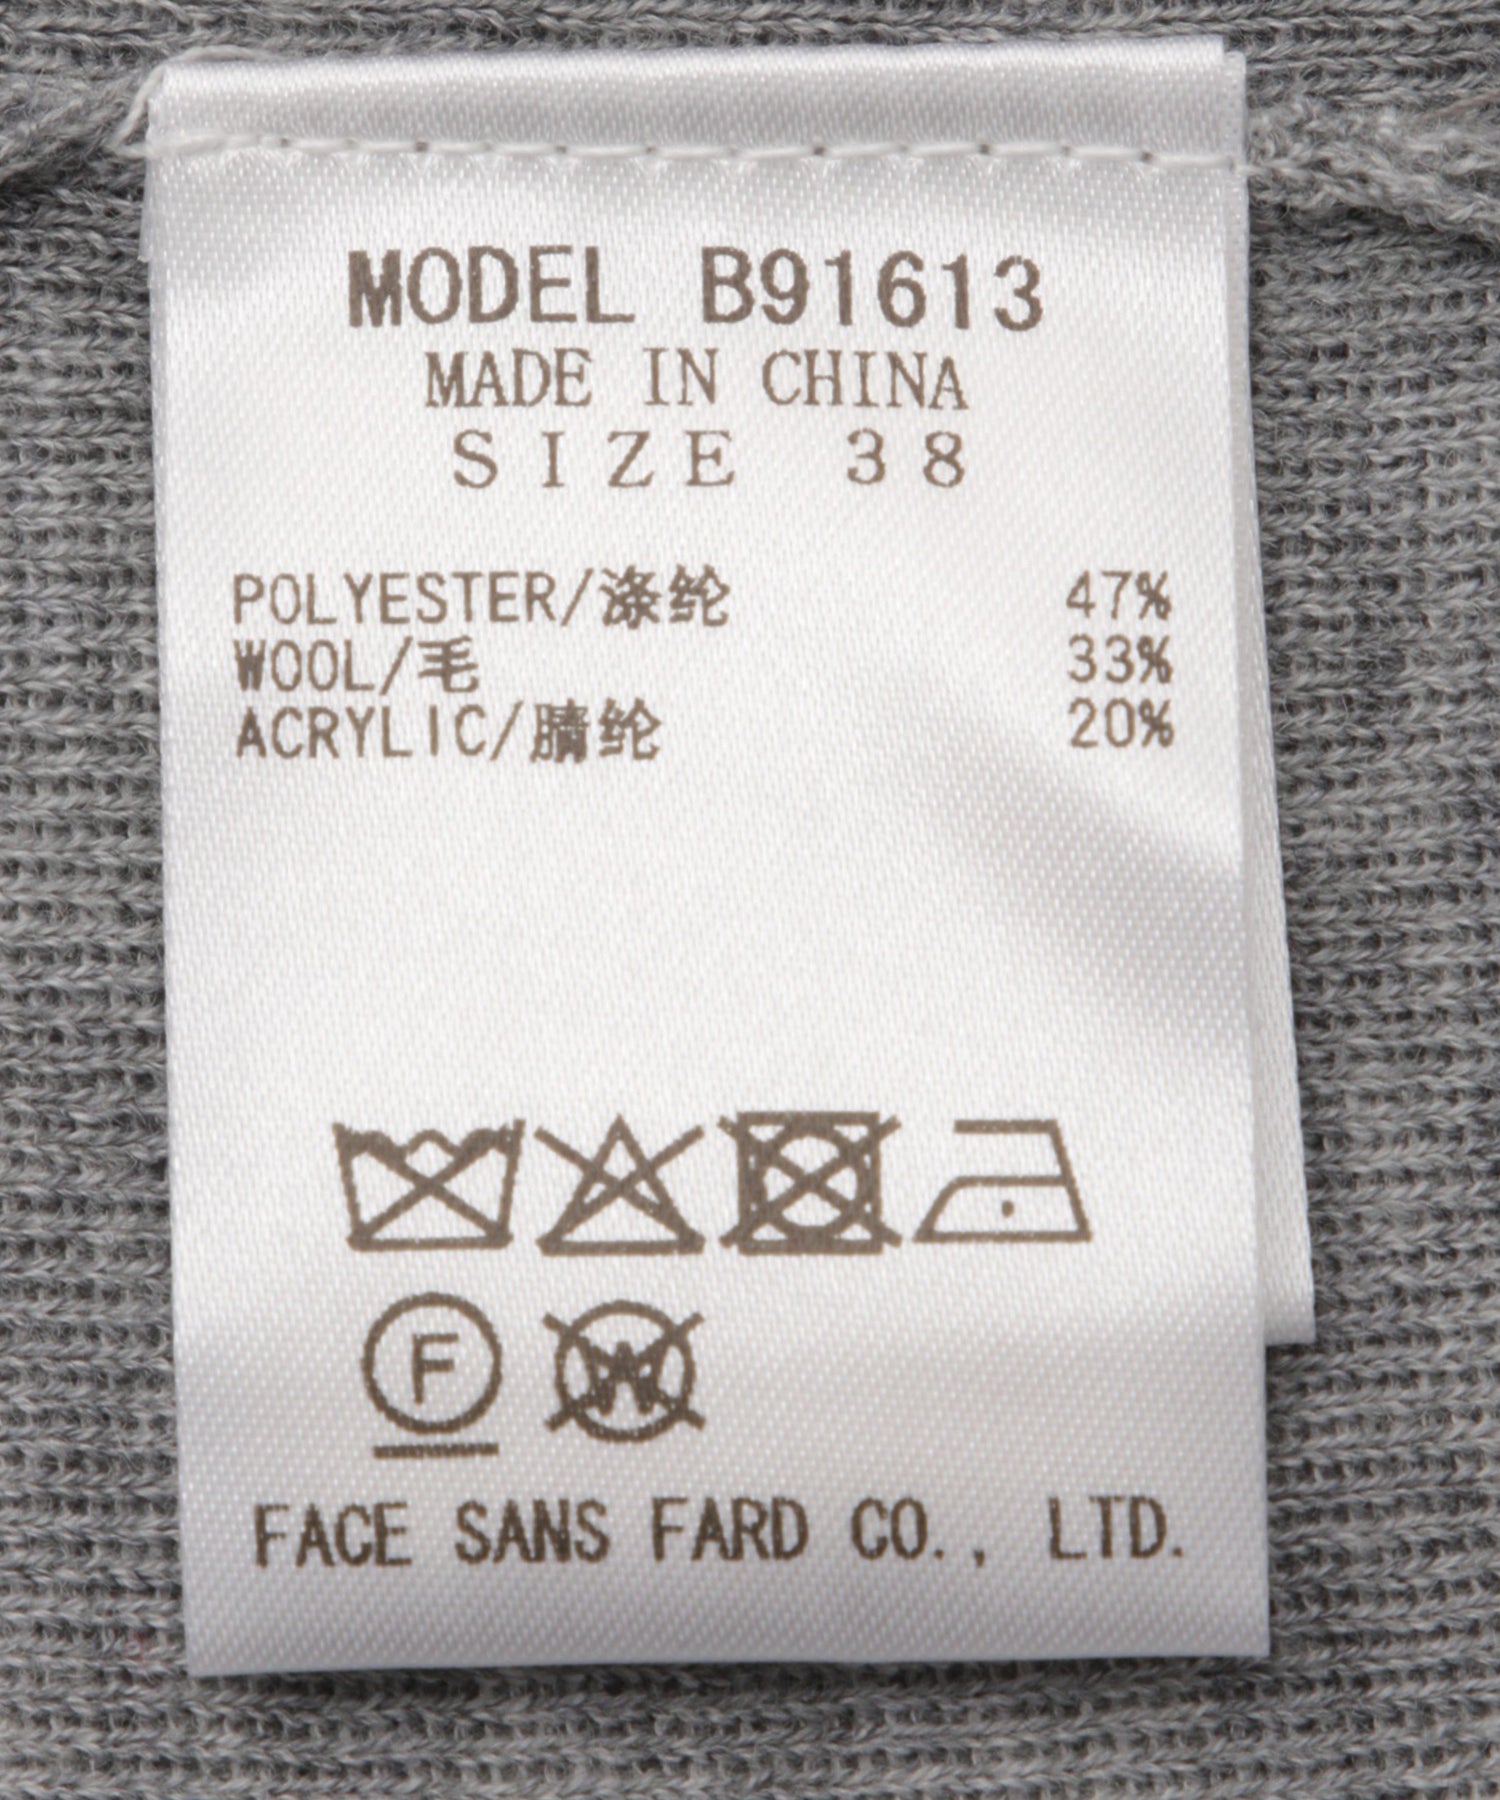 MODEL B91613
MADE IN CHINA
SIZE 38
POLYESTER/涤纶 47%
WOOL/毛 33%
ACRYLIC/腈纶 20%
F
W
FACE SANS FARD CO., LTD.